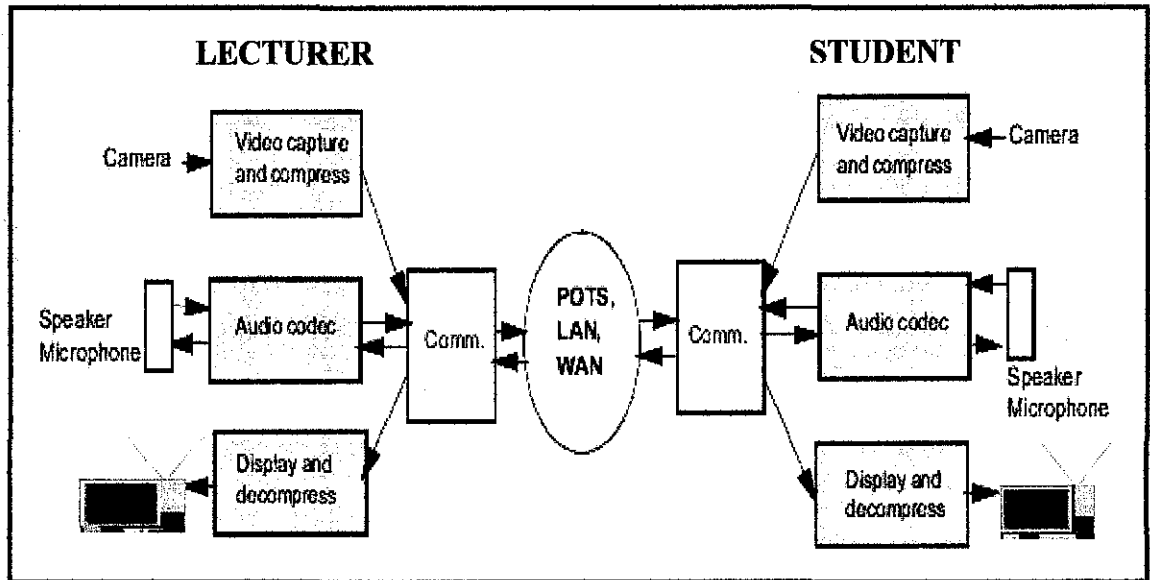 LECTURER
STUDENT
Camera
Video capture
and compress
Video capture
and compress
Camera
Speaker
Microphone
Audio codec
Comm.
POTS,
LAN,
WAN
Comm.
Audio codec
Speaker
Microphone
Display and
decompress
Display and
decompress